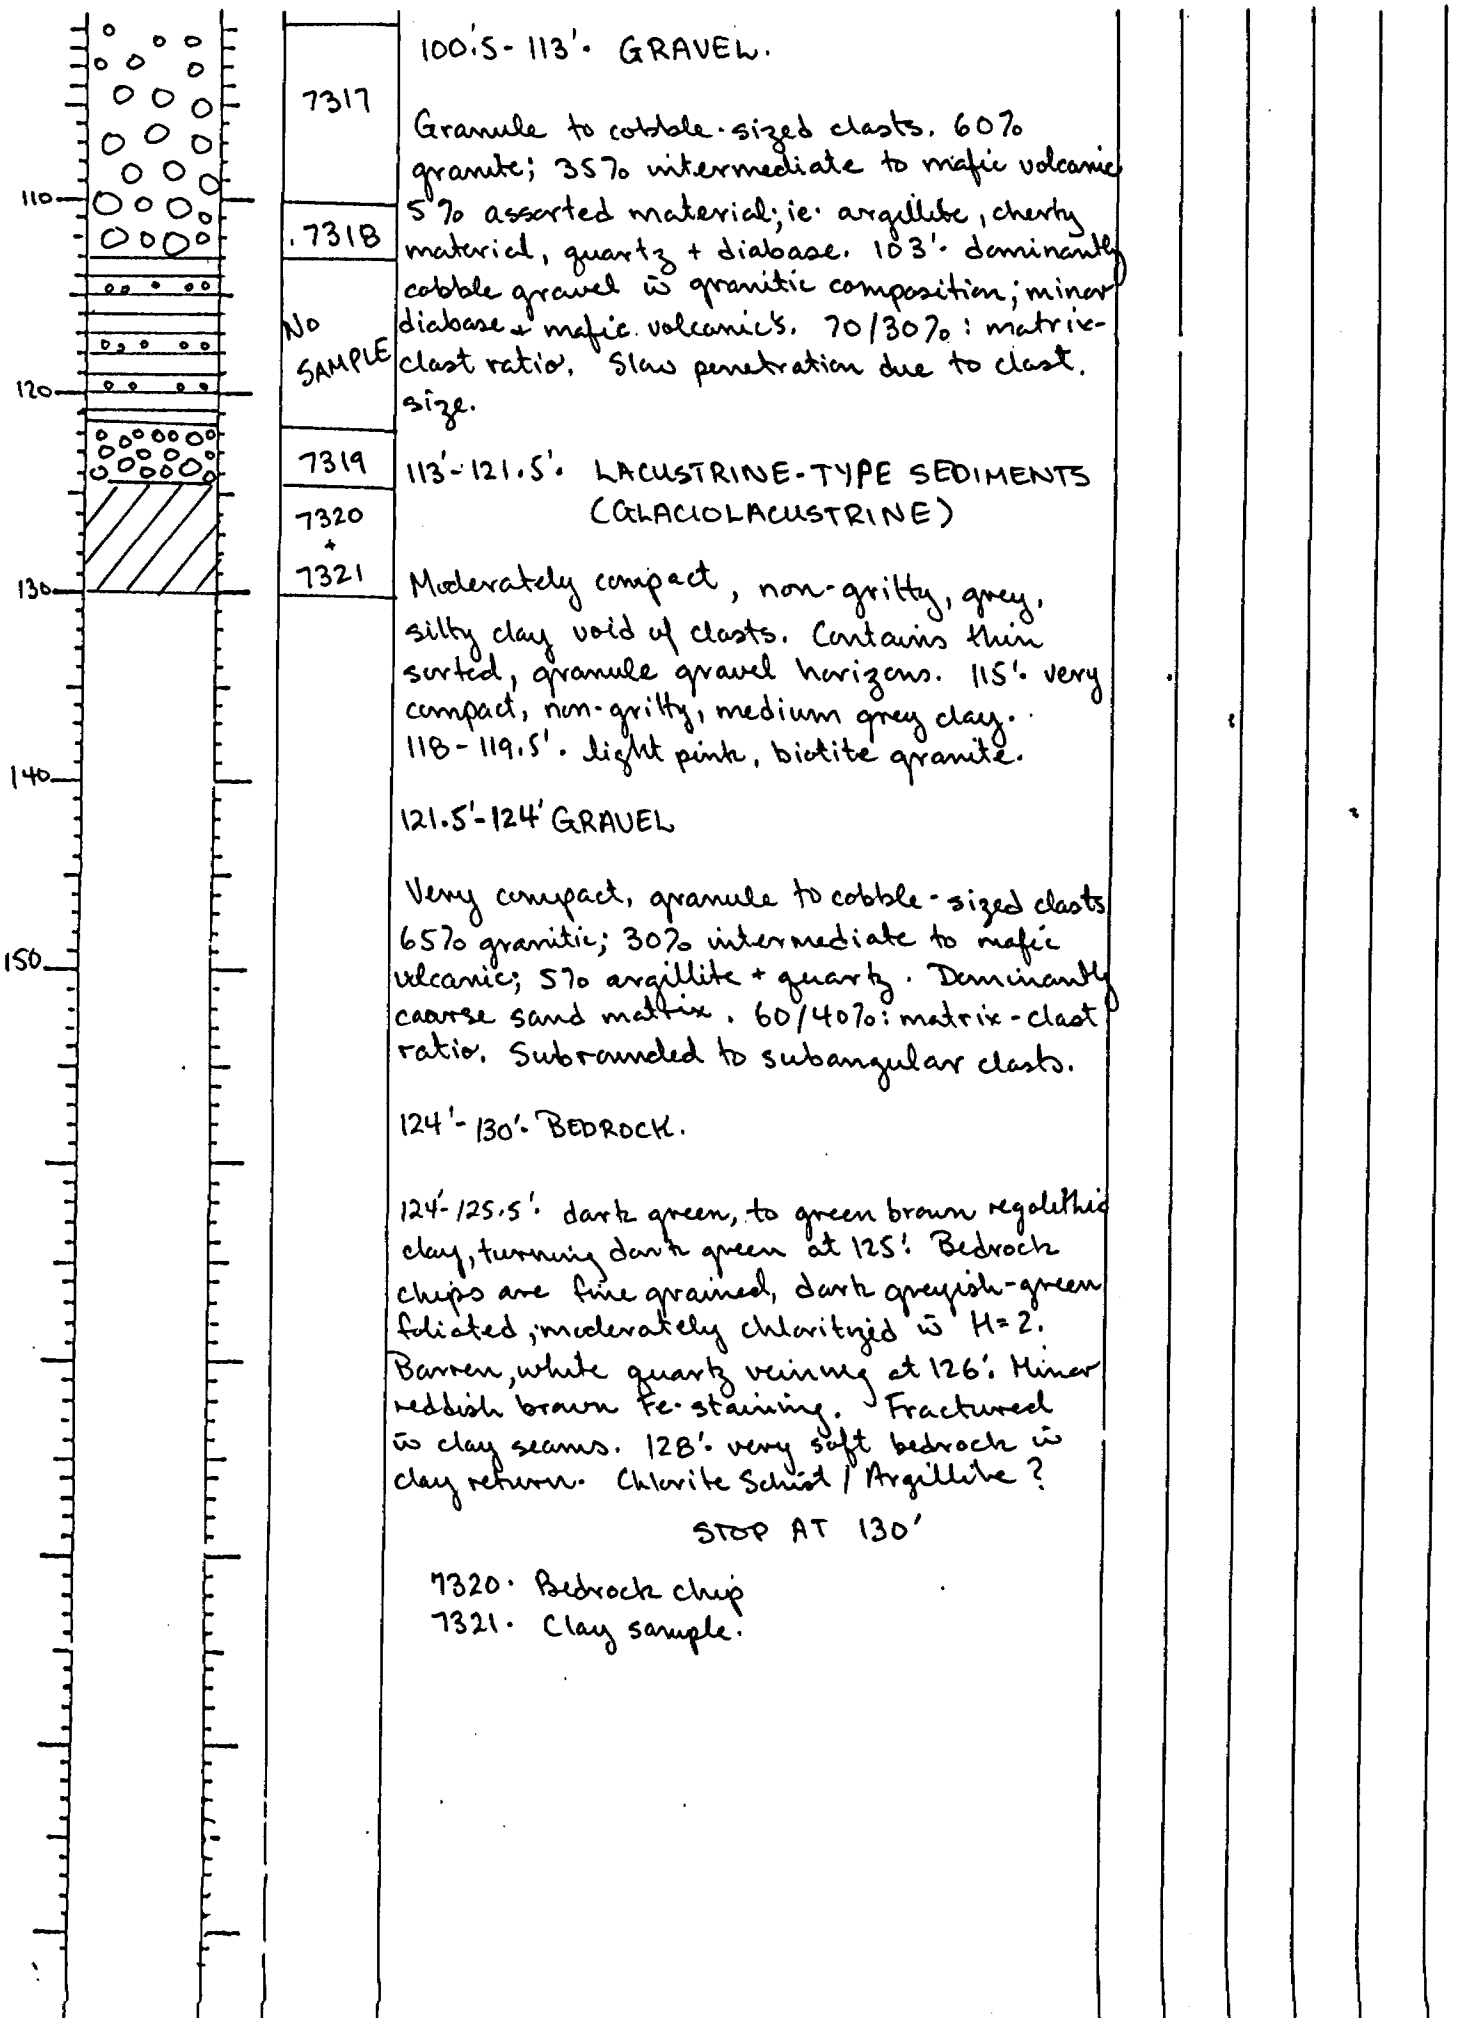 100.'5 - 113'. GRAVEL.
7317
Granule to cobble-sized clasts. 60%
granite; 35% intermediate to mafic volcanic
110
5% assorted material; ie. argillite, cherty
7318
material, quartz + diabase. 103'. dominantly
cobble gravel w̄ granitic composition; minor
No
SAMPLE
diabase + mafic volcanic's. 70/30%: matrix-
clast ratio. Slow penetration due to clast.
120
size.
7319
113'-121.5'. LACUSTRINE-TYPE SEDIMENTS
(GLACIOLACUSTRINE)
7320
+
7321
130
Moderately compact, non-gritty, grey,
silty clay void of clasts. Contains thin
sorted, granule gravel horizons. 115'. very
compact, non-gritty, medium grey clay.
118-119.5'. light pink, biotite granite.
140
121.5'-124' GRAVEL
Very compact, granule to cobble-sized clasts
65% granitic; 30% intermediate to mafic
150
volcanic; 5% argillite + quartz. Dominantly
coarse sand matrix. 60/40%: matrix-clast
ratio. Subrounded to subangular clasts.
124'-130'. BEDROCK.
124'-125.5'. dark green, to green brown regolithic
clay, turning dark green at 125'. Bedrock
chips are fine grained, dark greyish-green
foliated; moderately chloritized w̄ H=2.
Barren, white quartz veining at 126'. Minor
reddish brown Fe-staining. Fractured
w̄ clay seams. 128'. very soft bedrock w̄
clay return. Chlorite Schist / Argillite?
STOP AT 130'
7320. Bedrock chip
7321. Clay sample.